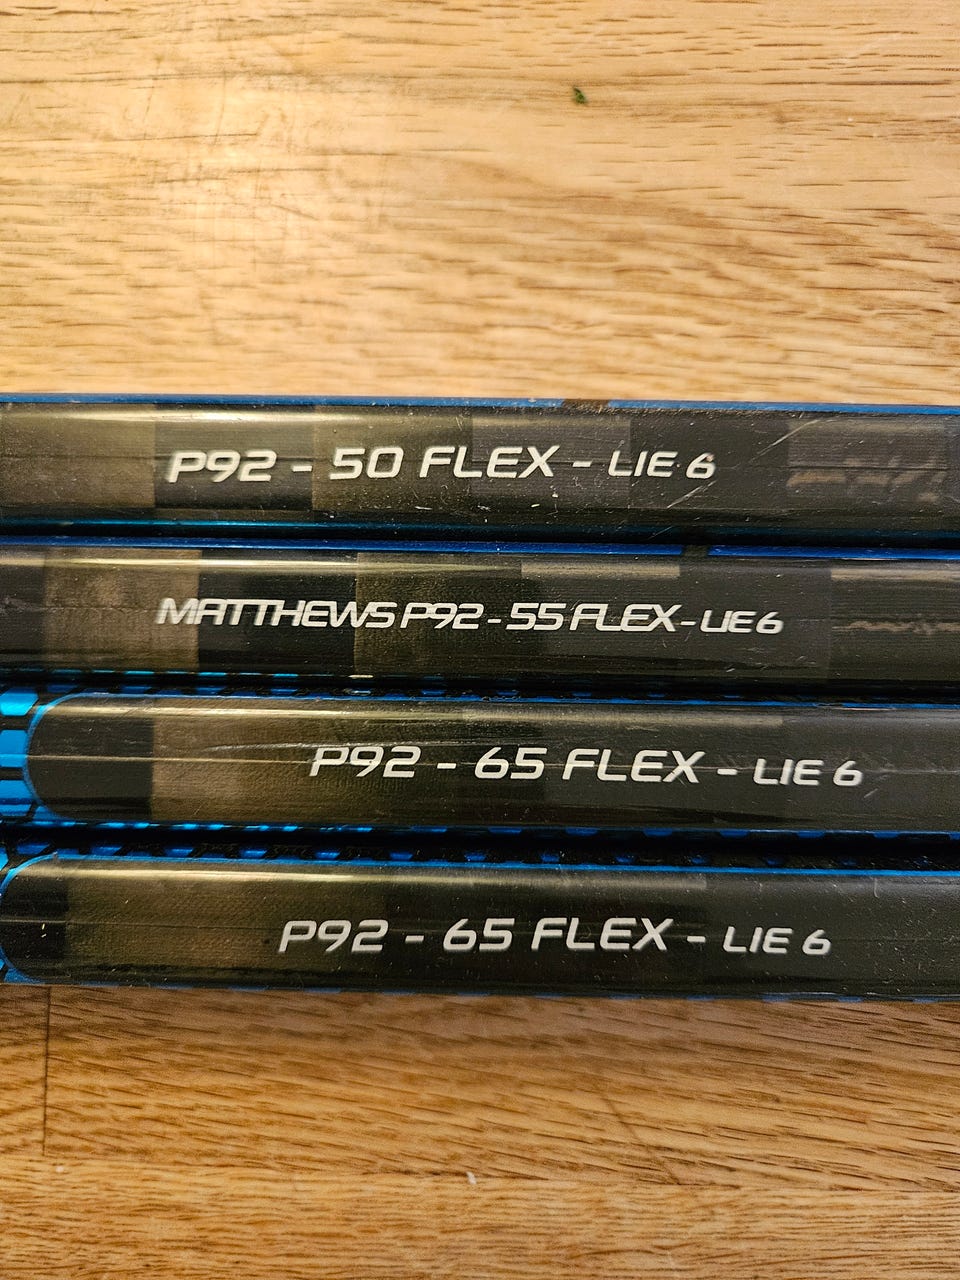 P92 - 50 FLEX - LIE 6
MATTHEWS P92 - 55 FLEX - LIE 6
P92 - 65 FLEX - LIE 6
P92 - 65 FLEX - LIE 6